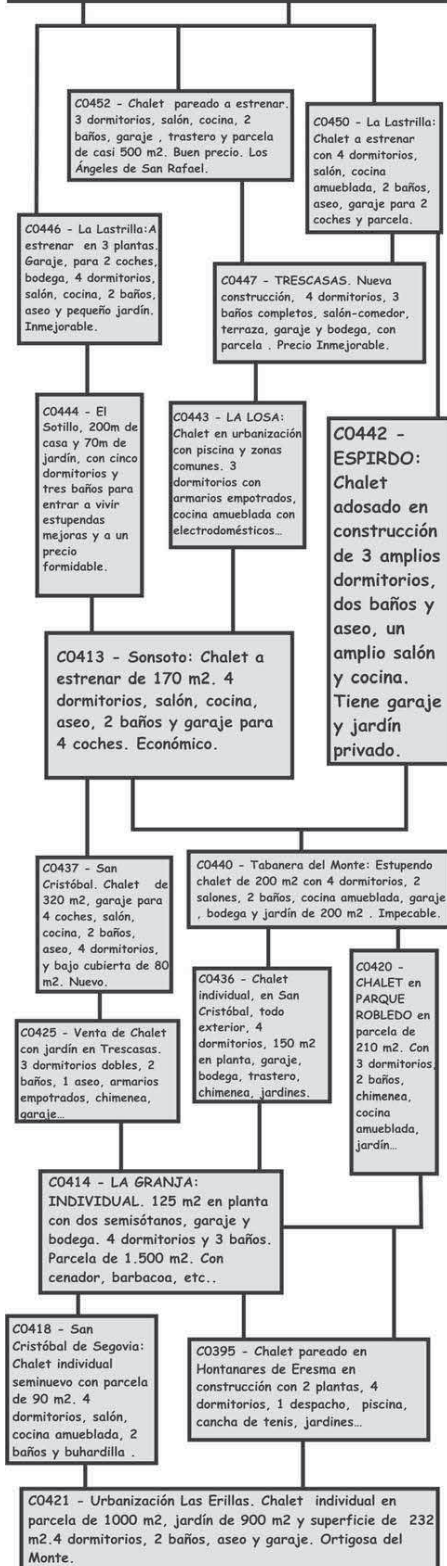 C0452 - Chalet pareado a estrenar.
3 dormitorios, salón, cocina, 2
baños, garaje , trastero y parcela
de casi 500 m2. Buen precio. Los
Ángeles de San Rafael.
C0450 - La Lastrilla:
Chalet a estrenar
con 4 dormitorios,
salón, cocina
amueblada, 2 baños,
aseo, garaje para 2
coches y parcela.
C0446 - La Lastrilla:A
estrenar en 3 plantas.
Garaje, para 2 coches,
bodega, 4 dormitorios,
salón, cocina, 2 baños,
aseo y pequeño jardín.
Inmejorable.
C0447 - TRESCASAS. Nueva
construcción, 4 dormitorios, 3
baños completos, salón-comedor,
terraza, garaje y bodega, con
parcela . Precio Inmejorable.
C0444 - El
Sotillo, 200m de
casa y 70m de
jardín, con cinco
dormitorios y
tres baños para
entrar a vivir
estupendas
mejoras y a un
precio
formidable.
C0443 - LA LOSA:
Chalet en urbanización
con piscina y zonas
comunes. 3
dormitorios con
armarios empotrados,
cocina amueblada con
electrodomésticos...
C0442 -
ESPIRDO:
Chalet
adosado en
construcción
de 3 amplios
dormitorios,
dos baños y
aseo, un
amplio salón
y cocina.
Tiene garaje
y jardín
privado.
C0413 - Sonsoto: Chalet a
estrenar de 170 m2. 4
dormitorios, salón, cocina,
aseo, 2 baños y garaje para
4 coches. Económico.
C0437 - San
Cristóbal. Chalet de
320 m2, garaje para
4 coches, salón,
cocina, 2 baños,
aseo, 4 dormitorios,
y bajo cubierta de 80
m2. Nuevo.
C0440 - Tabanera del Monte: Estupendo
chalet de 200 m2 con 4 dormitorios, 2
salones, 2 baños, cocina amueblada, garaje
, bodega y jardín de 200 m2 . Impecable.
C0436 - Chalet
individual, en San
Cristóbal, todo
exterior, 4
dormitorios, 150 m2
en planta, garaje,
bodega, trastero,
chimenea, jardines.
C0420 -
CHALET en
PARQUE
ROBLEDO en
parcela de
210 m2. Con
3 dormitorios,
2 baños,
chimenea,
cocina
amueblada,
jardín...
C0425 - Venta de Chalet
con jardín en Trescasas.
3 dormitorios dobles, 2
baños, 1 aseo, armarios
empotrados, chimenea,
garaje...
C0414 - LA GRANJA:
INDIVIDUAL. 125 m2 en planta
con dos semisótanos, garaje y
bodega. 4 dormitorios y 3 baños.
Parcela de 1.500 m2. Con
cenador, barbacoa, etc..
C0418 - San
Cristóbal de Segovia:
Chalet individual
seminuevo con parcela
de 90 m2. 4
dormitorios, salón,
cocina amueblada, 2
baños y buhardilla .
C0395 - Chalet pareado en
Hontanares de Eresma en
construcción con 2 plantas, 4
dormitorios, 1 despacho, piscina,
cancha de tenis, jardines...
C0421 - Urbanización Las Erillas. Chalet individual en
parcela de 1000 m2, jardín de 900 m2 y superficie de 232
m2.4 dormitorios, 2 baños, aseo y garaje. Ortigosa del
Monte.